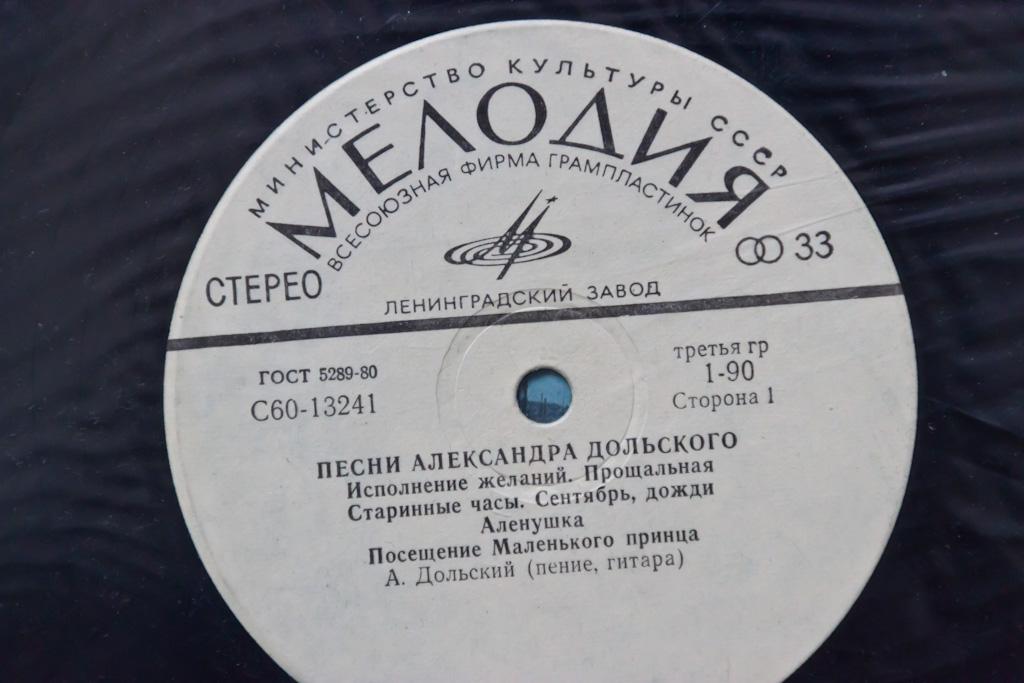 МИНИСТЕРСТВО КУЛЬТУРЫ СССР
МЕЛОДИЯ
ВСЕСОЮЗНАЯ ФИРМА ГРАМПЛАСТИНОК
СТЕРЕО
33
ЛЕНИНГРАДСКИЙ ЗАВОД
ГОСТ 5289-80
С60-13241
третья гр
1-90
Сторона 1
ПЕСНИ АЛЕКСАНДРА ДОЛЬСКОГО
Исполнение желаний. Прощальная
Старинные часы. Сентябрь, дожди
Аленушка
Посещение Маленького принца
А. Дольский (пение, гитара)